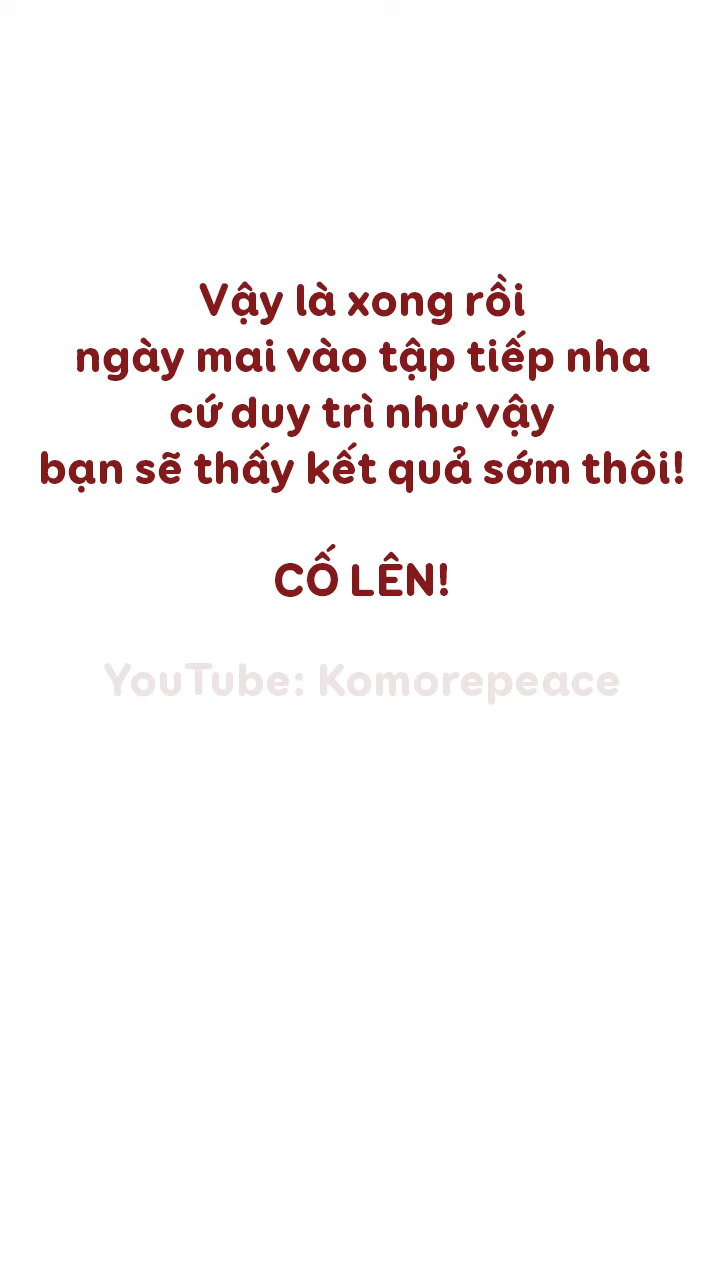 Vậy là xong rồi
ngày mai vào tập tiếp nha
cứ duy trì như vậy
bạn sẽ thấy kết quả sớm thôi!
CỐ LÊN!
YouTube: Komorepeace